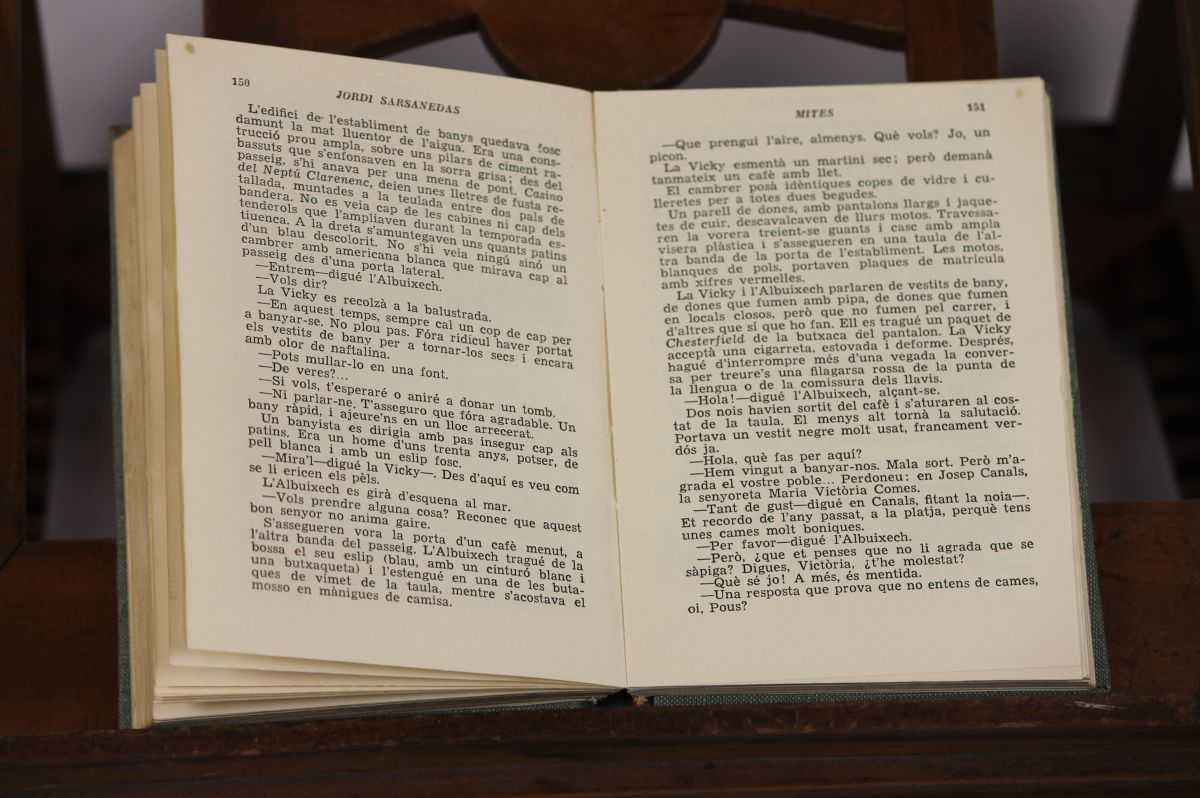 150
JORDI SARSANEDAS
L'edifici de l'establiment de banys quedava fosc
damunt la mat lluentor de l'aigua. Era una cons-
trucció prou ampla, sobre uns pilars de ciment ra-
bassuts que s'enfonsaven en la sorra grisa; des del
passeig, s'hi anava per una mena de pont. Casino
del Neptú Clarenenc, deien unes lletres de fusta re-
tallada, muntades a la teulada entre dos pals de
bandera. No es veia cap de les cabines ni cap dels
tenderols que l'ampliaven durant la temporada es-
tiuenca. A la dreta s'amuntegaven uns quants patins
d'un blau descolorit. No s'hi veia ningú sinó un
cambrer amb americana blanca que mirava cap al
passeig des d'una porta lateral.
—Entrem—digué l'Albuixech.
—Vols dir?
La Vicky es recolzà a la balustrada.
—En aquest temps, sempre cal un cop de cap per
a banyar-se. No plou pas. Fóra ridícul haver portat
els vestits de bany per a tornar-los secs i encara
amb olor de naftalina.
—Pots mullar-lo en una font.
—De veres?...
—Si vols, t'esperaré o aniré a donar un tomb.
—Ni parlar-ne. T'asseguro que fóra agradable. Un
bany ràpid, i ajeure'ns en un lloc arrecerat.
Un banyista es dirigia amb pas insegur cap als
patins. Era un home d'uns trenta anys, potser, de
pell blanca i amb un eslip fosc.
—Mira'l—digué la Vicky—. Des d'aquí es veu com
se li ericen els pèls.
L'Albuixech es girà d'esquena al mar.
—Vols prendre alguna cosa? Reconec que aquest
bon senyor no anima gaire.
S'assegueren vora la porta d'un cafè menut, a
l'altra banda del passeig. L'Albuixech tragué de la
bossa el seu eslip (blau, amb un cinturó blanc i
una butxaqueta) i l'estengué en una de les buta-
ques de vímet de la taula, mentre s'acostava el
mosso en mànigues de camisa.
MITES
151
—Que prengui l'aire, almenys. Què vols? Jo, un
picon.
La Vicky esmentà un martini sec; però demanà
tanmateix un cafè amb llet.
El cambrer posà idèntiques copes de vidre i cu-
lleretes per a totes dues begudes.
Un parell de dones, amb pantalons llargs i jaque-
tes de cuir, descavalcaven de llurs motos. Travessa-
ren la vorera treient-se guants i casc amb ampla
visera plàstica i s'assegueren en una taula de l'al-
tra banda de la porta de l'establiment. Les motos,
blanques de pols, portaven plaques de matrícula
amb xifres vermelles.
La Vicky i l'Albuixech parlaren de vestits de bany,
de dones que fumen amb pipa, de dones que fumen
en locals closos, però que no fumen pel carrer, i
d'altres que sí que ho fan. Ell es tragué un paquet de
Chesterfield de la butxaca del pantalon. La Vicky
acceptà una cigarreta, estovada i deforme. Després,
hagué d'interrompre més d'una vegada la conver-
sa per treure's una filagarsa rossa de la punta de
la llengua o de la comissura dels llavis.
—Hola!—digué l'Albuixech, alçant-se.
Dos nois havien sortit del cafè i s'aturaren al cos-
tat de la taula. El menys alt tornà la salutació.
Portava un vestit negre molt usat, francament ver-
dós ja.
—Hola, què fas per aquí?
—Hem vingut a banyar-nos. Mala sort. Però m'a-
grada el vostre poble... Perdoneu: en Josep Canals,
la senyoreta Maria Victòria Comes.
—Tant de gust—digué en Canals, fitant la noia—.
Et recordo de l'any passat, a la platja, perquè tens
unes cames molt boniques.
—Per favor—digué l'Albuixech.
—Però, ¿que et penses que no li agrada que se
sàpiga? Digues, Victòria, ¿t'he molestat?
—Què sé jo! A més, és mentida.
—Una resposta que prova que no entens de cames,
oi, Pous?